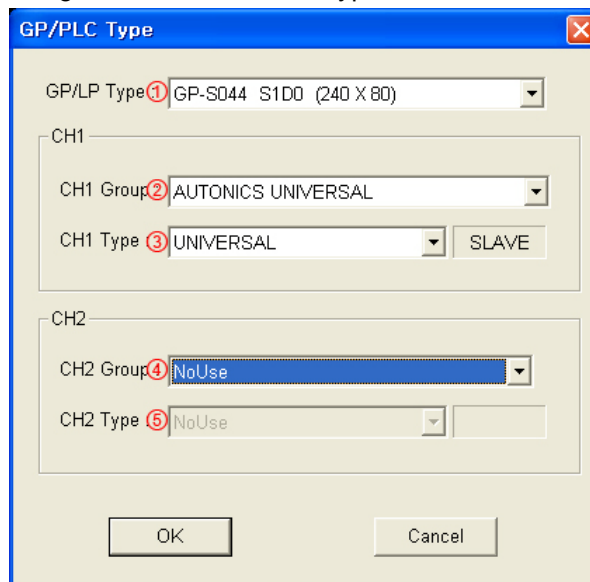 GP/PLC Type
GP/LP Type ① GP-S044 S1D0 (240 X 80)
CH1
CH1 Group ② AUTONICS UNIVERSAL
CH1 Type : ③ UNIVERSAL SLAVE
CH2
CH2 Group ④ NoUse
CH2 Type : ⑤ NoUse
OK Cancel